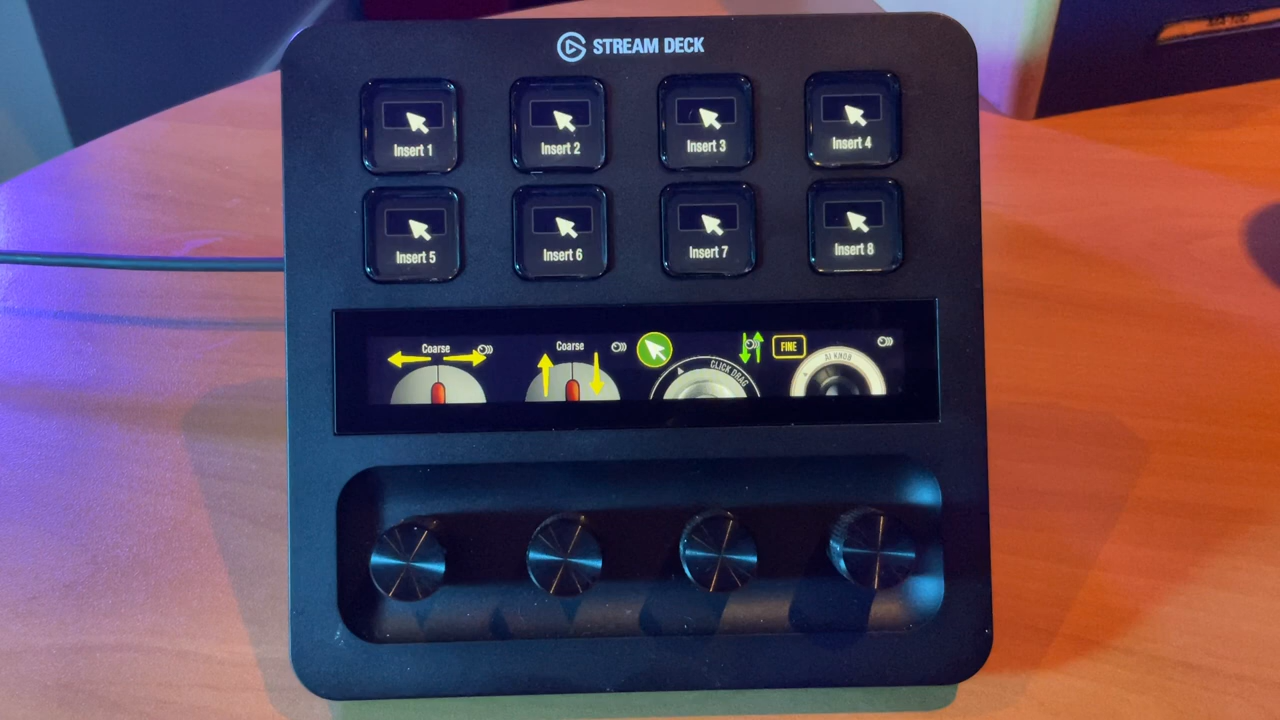 STREAM DECK
Insert 1
Insert 2
Insert 3
Insert 4
Insert 5
Insert 6
Insert 7
Insert 8
Coarse
Coarse
CLICK DRAG
FINE
AI KNOB